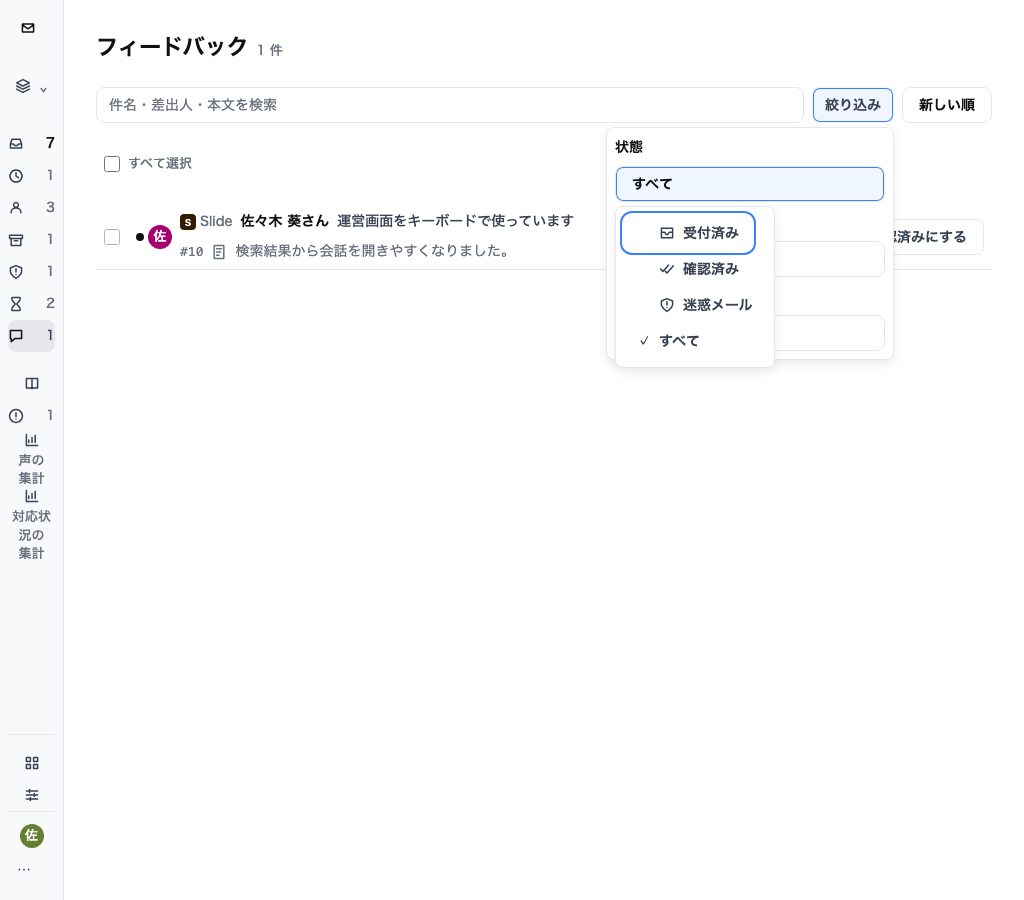 フィードバック 1 件
件名・差出人・本文を検索
絞り込み
新しい順
状態
すべて
すべて選択
S Slide 佐々木 葵さん 運営画面をキーボードで使っています
佐
#10 検索結果から会話を開きやすくなりました。
済みにする
受付済み
確認済み
迷惑メール
✓ すべて
7
1
3
1
1
2
1
1
声の
集計
対応状
況の
集計
佐
…